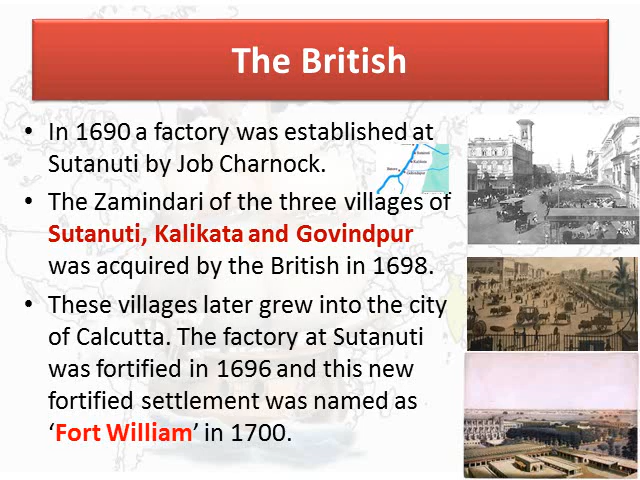 The British
• In 1690 a factory was established at
Sutanuti by Job Charnock.
• The Zamindari of the three villages of
Sutanuti, Kalikata and Govindpur
was acquired by the British in 1698.
• These villages later grew into the city
of Calcutta. The factory at Sutanuti
was fortified in 1696 and this new
fortified settlement was named as
‘Fort William’ in 1700.